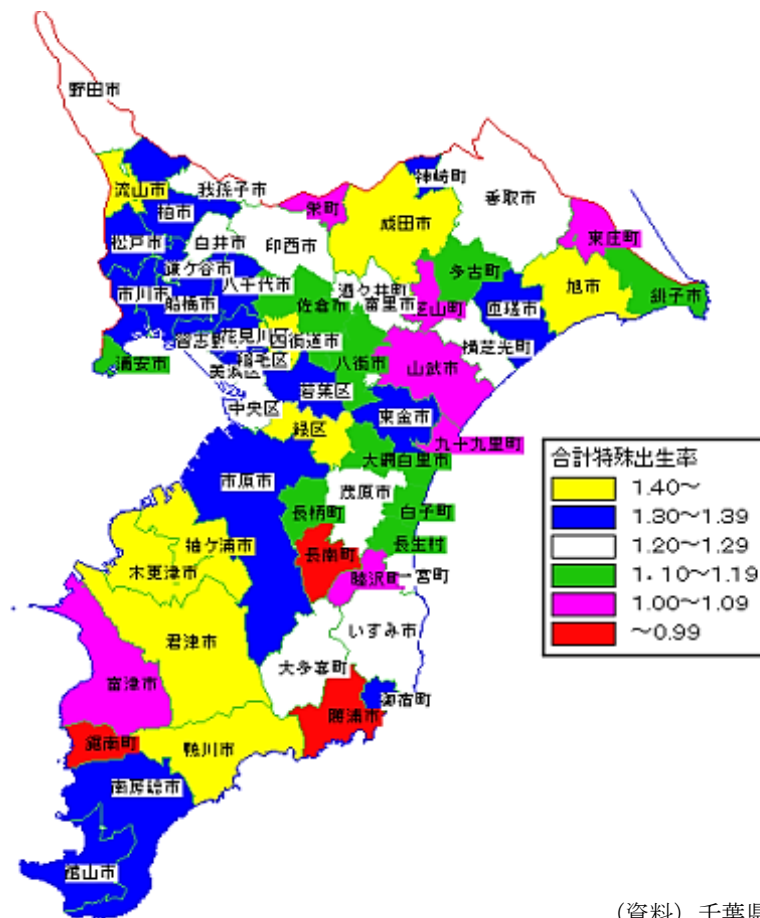 野田市
流山市
我孫子市
柏市
栄町
成田市
神崎町
香取市
東庄町
松戸市
白井市
印西市
鎌ケ谷市
多古町
旭市
銚子市
市川市
船橋市
八千代市
佐倉市
酒々井町
富里市
芝山町
匝瑳市
習志野
花見川区
四街道市
横芝光町
浦安市
稲毛区
美浜区
八街市
山武市
若葉区
中央区
緑区
東金市
九十九里町
大網白里市
市原市
茂原市
長柄町
白子町
長生村
袖ケ浦市
長南町
木更津市
睦沢町
一宮町
君津市
いすみ市
大多喜町
富津市
御宿町
勝浦市
鋸南町
鴨川市
南房総市
館山市
合計特殊出生率
1.40～
1.30～1.39
1.20～1.29
1.10～1.19
1.00～1.09
～0.99
（資料）千葉県